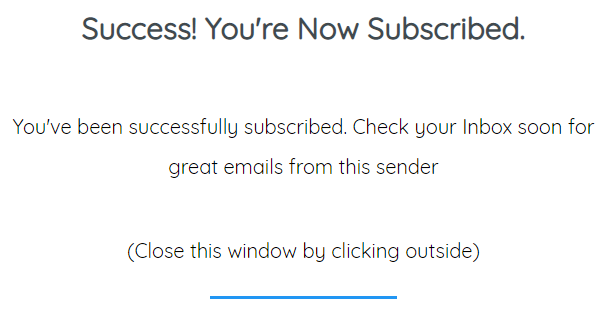 Success! You're Now Subscribed.
You've been successfully subscribed. Check your Inbox soon for
great emails from this sender
(Close this window by clicking outside)